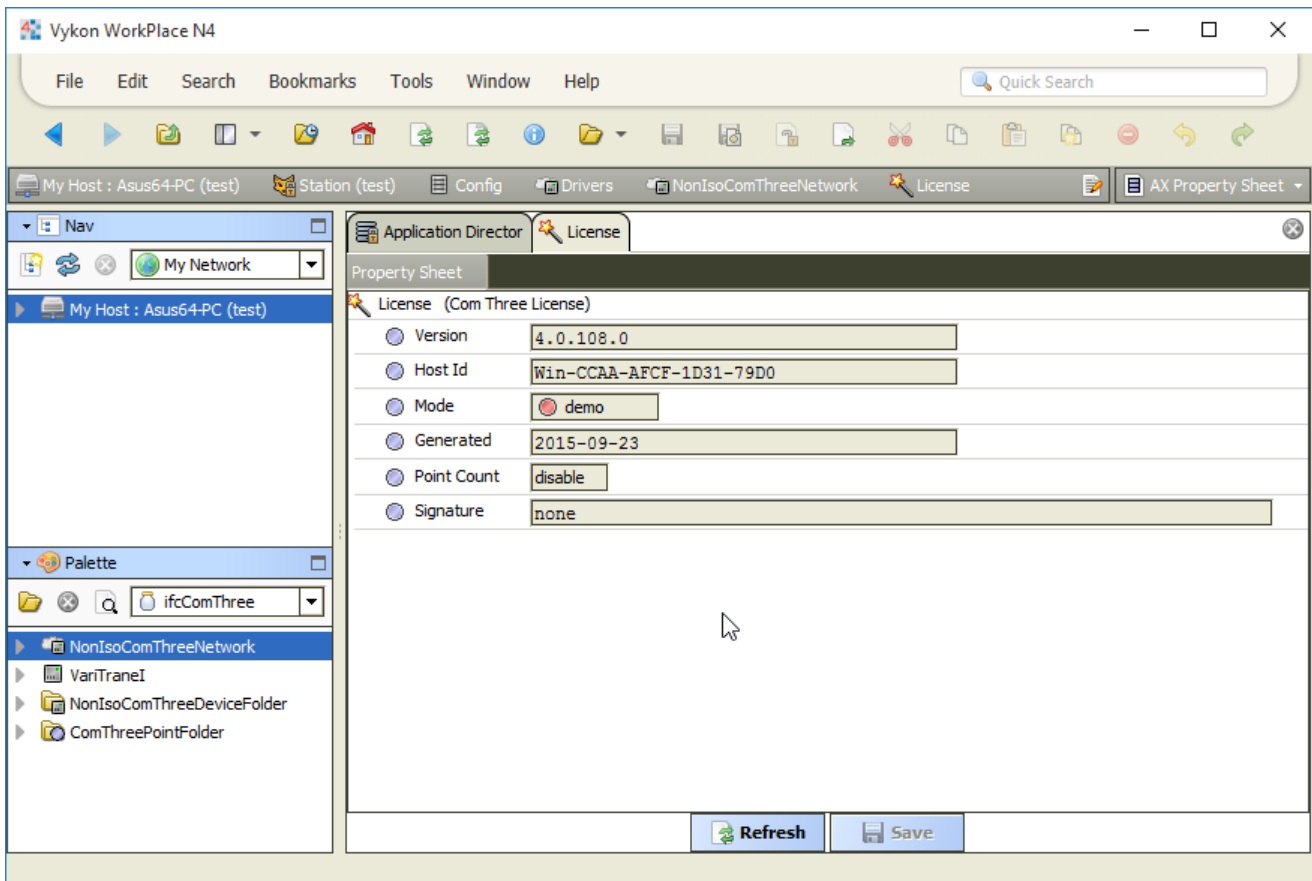 Vykon WorkPlace N4
File Edit Search Bookmarks Tools Window Help Quick Search
My Host : Asus64-PC (test) Station (test) Config Drivers NonIsoComThreeNetwork License AX Property Sheet
Nav
My Network
My Host : Asus64-PC (test)
Palette
ifcComThree
NonIsoComThreeNetwork
VariTraneI
NonIsoComThreeDeviceFolder
ComThreePointFolder
Application Director License
Property Sheet
License (Com Three License)
Version 4.0.108.0
Host Id Win-CCAA-AFCF-1D31-79D0
Mode demo
Generated 2015-09-23
Point Count disable
Signature none
Refresh Save